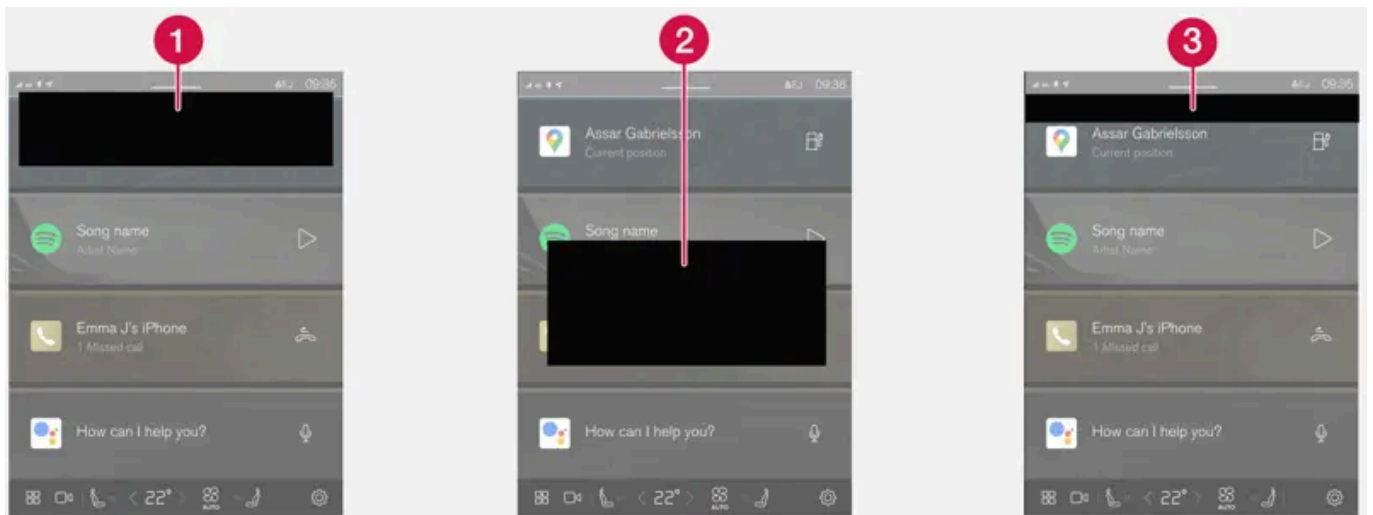 1
2
3
09:36
09:36
09:36
Assar Gabrielsson
Current position
Assar Gabrielsson
Current position
Song name
Artist Name
Song name
Song name
Artist Name
Emma J's iPhone
1 Missed call
Emma J's iPhone
1 Missed call
How can I help you?
How can I help you?
How can I help you?
22°
AUTO
22°
AUTO
22°
AUTO